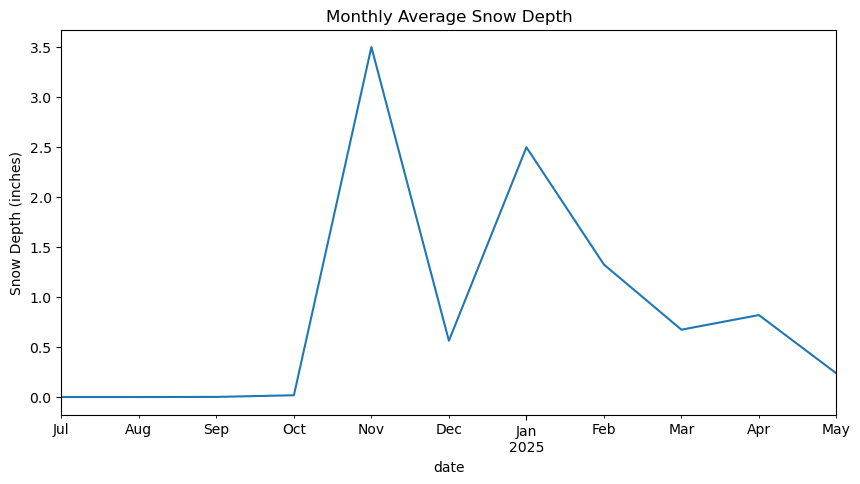 Monthly Average Snow Depth
3.5
3.0
2.5
2.0
1.5
1.0
0.5
0.0
Snow Depth (inches)
Jul Aug Sep Oct Nov Dec Jan Feb Mar Apr May
2025
date